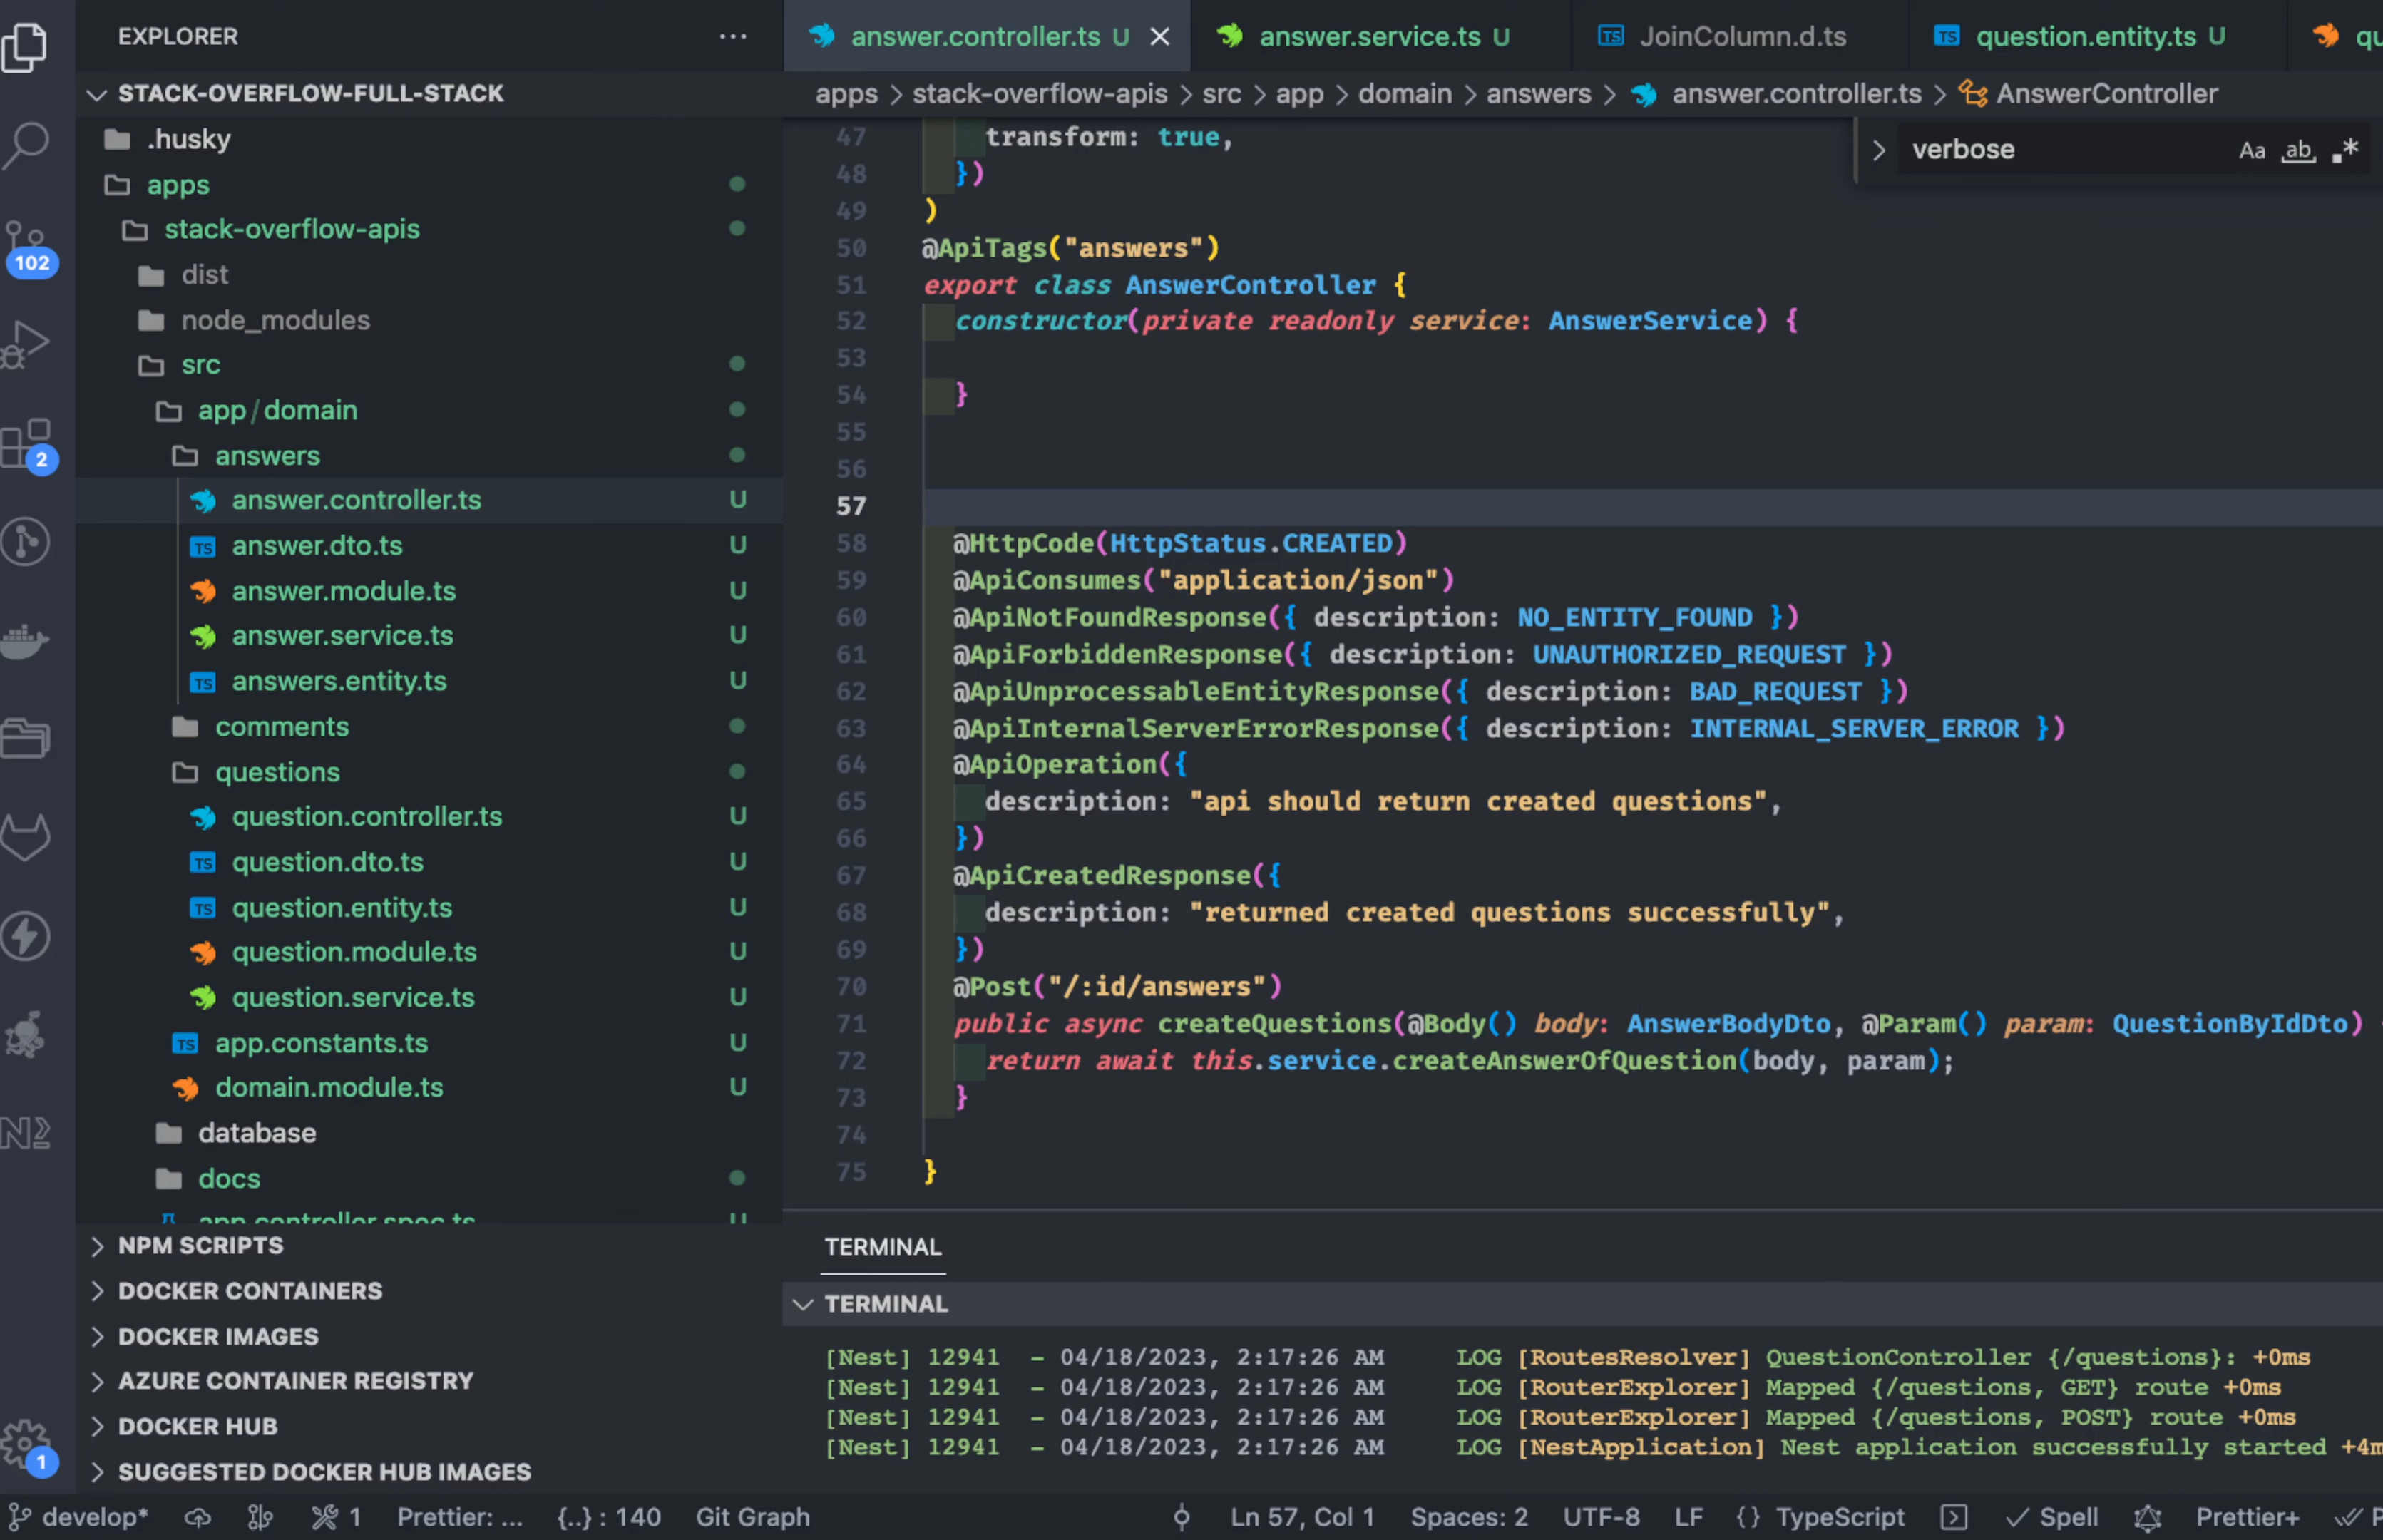 EXPLORER
STACK-OVERFLOW-FULL-STACK
.husky
apps
stack-overflow-apis
dist
node_modules
src
app/domain
answers
answer.controller.ts U
answer.dto.ts U
answer.module.ts U
answer.service.ts U
answers.entity.ts U
comments
questions
question.controller.ts U
question.dto.ts U
question.entity.ts U
question.module.ts U
question.service.ts U
app.constants.ts U
domain.module.ts U
database
docs
app.controller.spec.ts U
NPM SCRIPTS
DOCKER CONTAINERS
DOCKER IMAGES
AZURE CONTAINER REGISTRY
DOCKER HUB
SUGGESTED DOCKER HUB IMAGES
102
2
1
answer.controller.ts U answer.service.ts U JoinColumn.d.ts question.entity.ts U qu
apps > stack-overflow-apis > src > app > domain > answers > answer.controller.ts > AnswerController
verbose Aa ab .*
47 transform: true,
48 })
49 )
50 @ApiTags("answers")
51 export class AnswerController {
52 constructor(private readonly service: AnswerService) {
53
54 }
55
56
57
58 @HttpCode(HttpStatus.CREATED)
59 @ApiConsumes("application/json")
60 @ApiNotFoundResponse({ description: NO_ENTITY_FOUND })
61 @ApiForbiddenResponse({ description: UNAUTHORIZED_REQUEST })
62 @ApiUnprocessableEntityResponse({ description: BAD_REQUEST })
63 @ApiInternalServerErrorResponse({ description: INTERNAL_SERVER_ERROR })
64 @ApiOperation({
65 description: "api should return created questions",
66 })
67 @ApiCreatedResponse({
68 description: "returned created questions successfully",
69 })
70 @Post("/:id/answers")
71 public async createQuestions(@Body() body: AnswerBodyDto, @Param() param: QuestionByIdDto)
72 return await this.service.createAnswerOfQuestion(body, param);
73 }
74
75 }
TERMINAL
TERMINAL
[Nest] 12941 - 04/18/2023, 2:17:26 AM LOG [RoutesResolver] QuestionController {/questions}: +0ms
[Nest] 12941 - 04/18/2023, 2:17:26 AM LOG [RouterExplorer] Mapped {/questions, GET} route +0ms
[Nest] 12941 - 04/18/2023, 2:17:26 AM LOG [RouterExplorer] Mapped {/questions, POST} route +0ms
[Nest] 12941 - 04/18/2023, 2:17:26 AM LOG [NestApplication] Nest application successfully started +4m
develop* 1 Prettier: ... {..} : 140 Git Graph Ln 57, Col 1 Spaces: 2 UTF-8 LF {} TypeScript Spell Prettier+ P